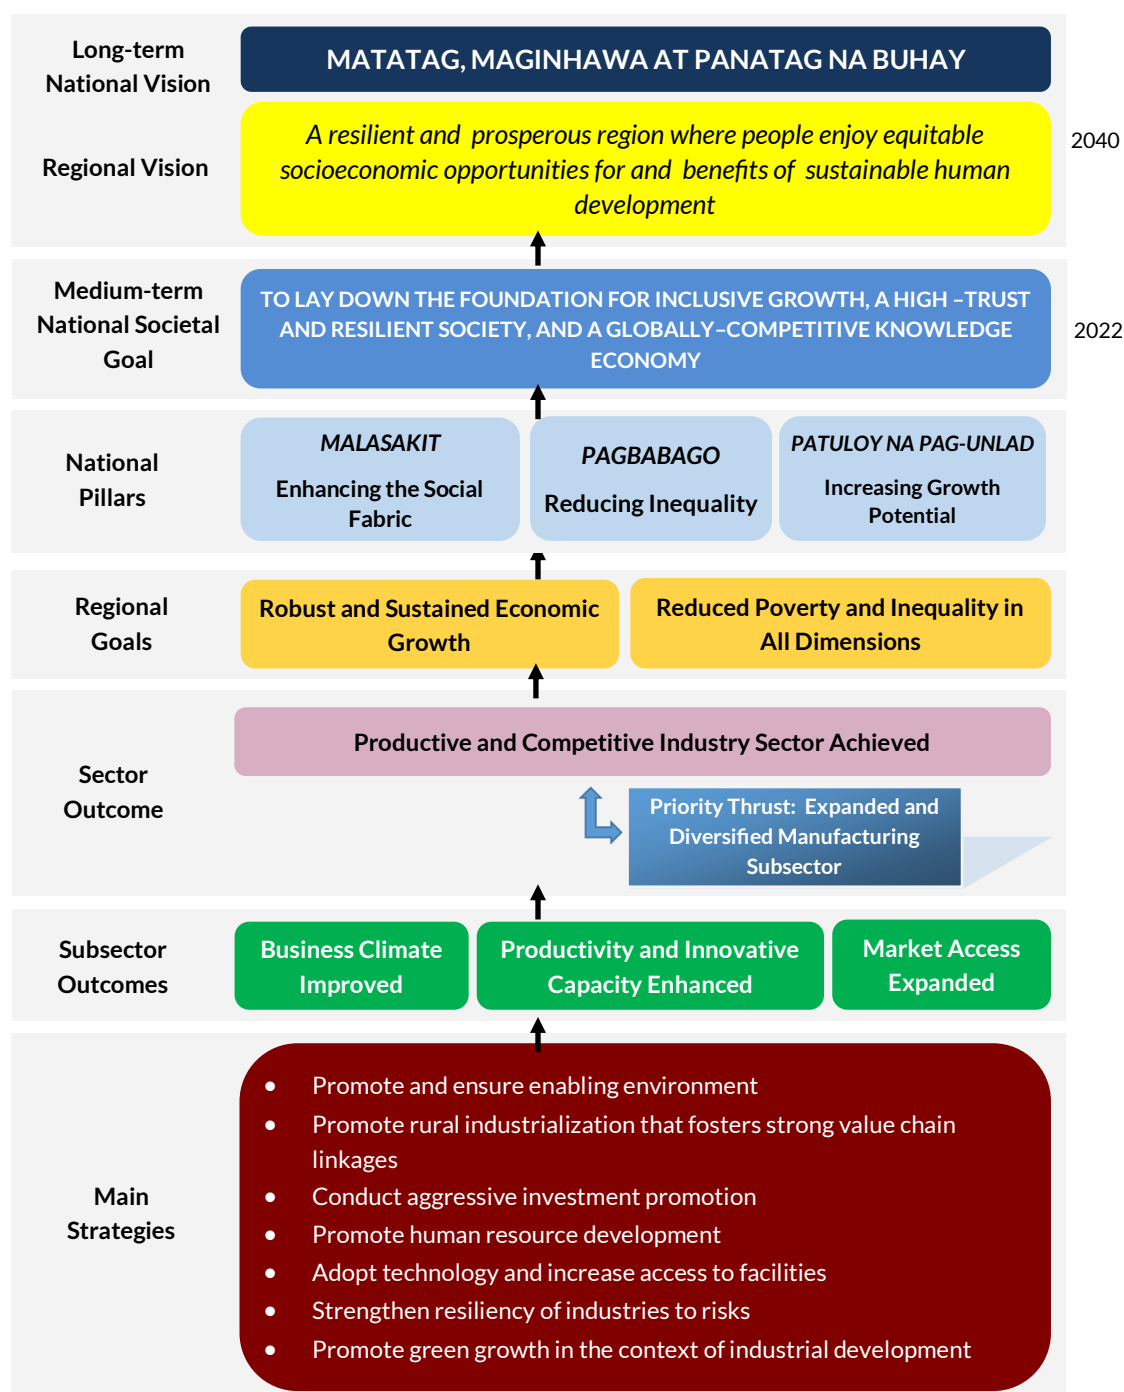 Long-term
National Vision
MATATAG, MAGINHAWA AT PANATAG NA BUHAY
Regional Vision
A resilient and prosperous region where people enjoy equitable
socioeconomic opportunities for and benefits of sustainable human
development
2040
Medium-term
National Societal
Goal
TO LAY DOWN THE FOUNDATION FOR INCLUSIVE GROWTH, A HIGH –TRUST
AND RESILIENT SOCIETY, AND A GLOBALLY–COMPETITIVE KNOWLEDGE
ECONOMY
2022
National
Pillars
MALASAKIT
Enhancing the Social
Fabric
PAGBABAGO
Reducing Inequality
PATULOY NA PAG-UNLAD
Increasing Growth
Potential
Regional
Goals
Robust and Sustained Economic
Growth
Reduced Poverty and Inequality in
All Dimensions
Sector
Outcome
Productive and Competitive Industry Sector Achieved
Priority Thrust: Expanded and
Diversified Manufacturing
Subsector
Subsector
Outcomes
Business Climate
Improved
Productivity and Innovative
Capacity Enhanced
Market Access
Expanded
Main
Strategies
• Promote and ensure enabling environment
• Promote rural industrialization that fosters strong value chain
linkages
• Conduct aggressive investment promotion
• Promote human resource development
• Adopt technology and increase access to facilities
• Strengthen resiliency of industries to risks
• Promote green growth in the context of industrial development